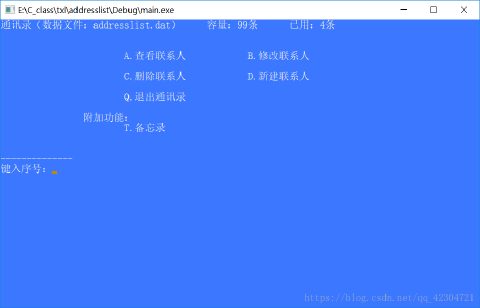 E:\C_class\txl\addresslist\Debug\main.exe
通讯录（数据文件：addresslist.dat） 容量：99条 已用：4条
A.查看联系人 B.修改联系人
C.删除联系人 D.新建联系人
Q.退出通讯录
附加功能：
T.备忘录
--------------
键入序号：_
https://blog.csdn.net/qq_42304721